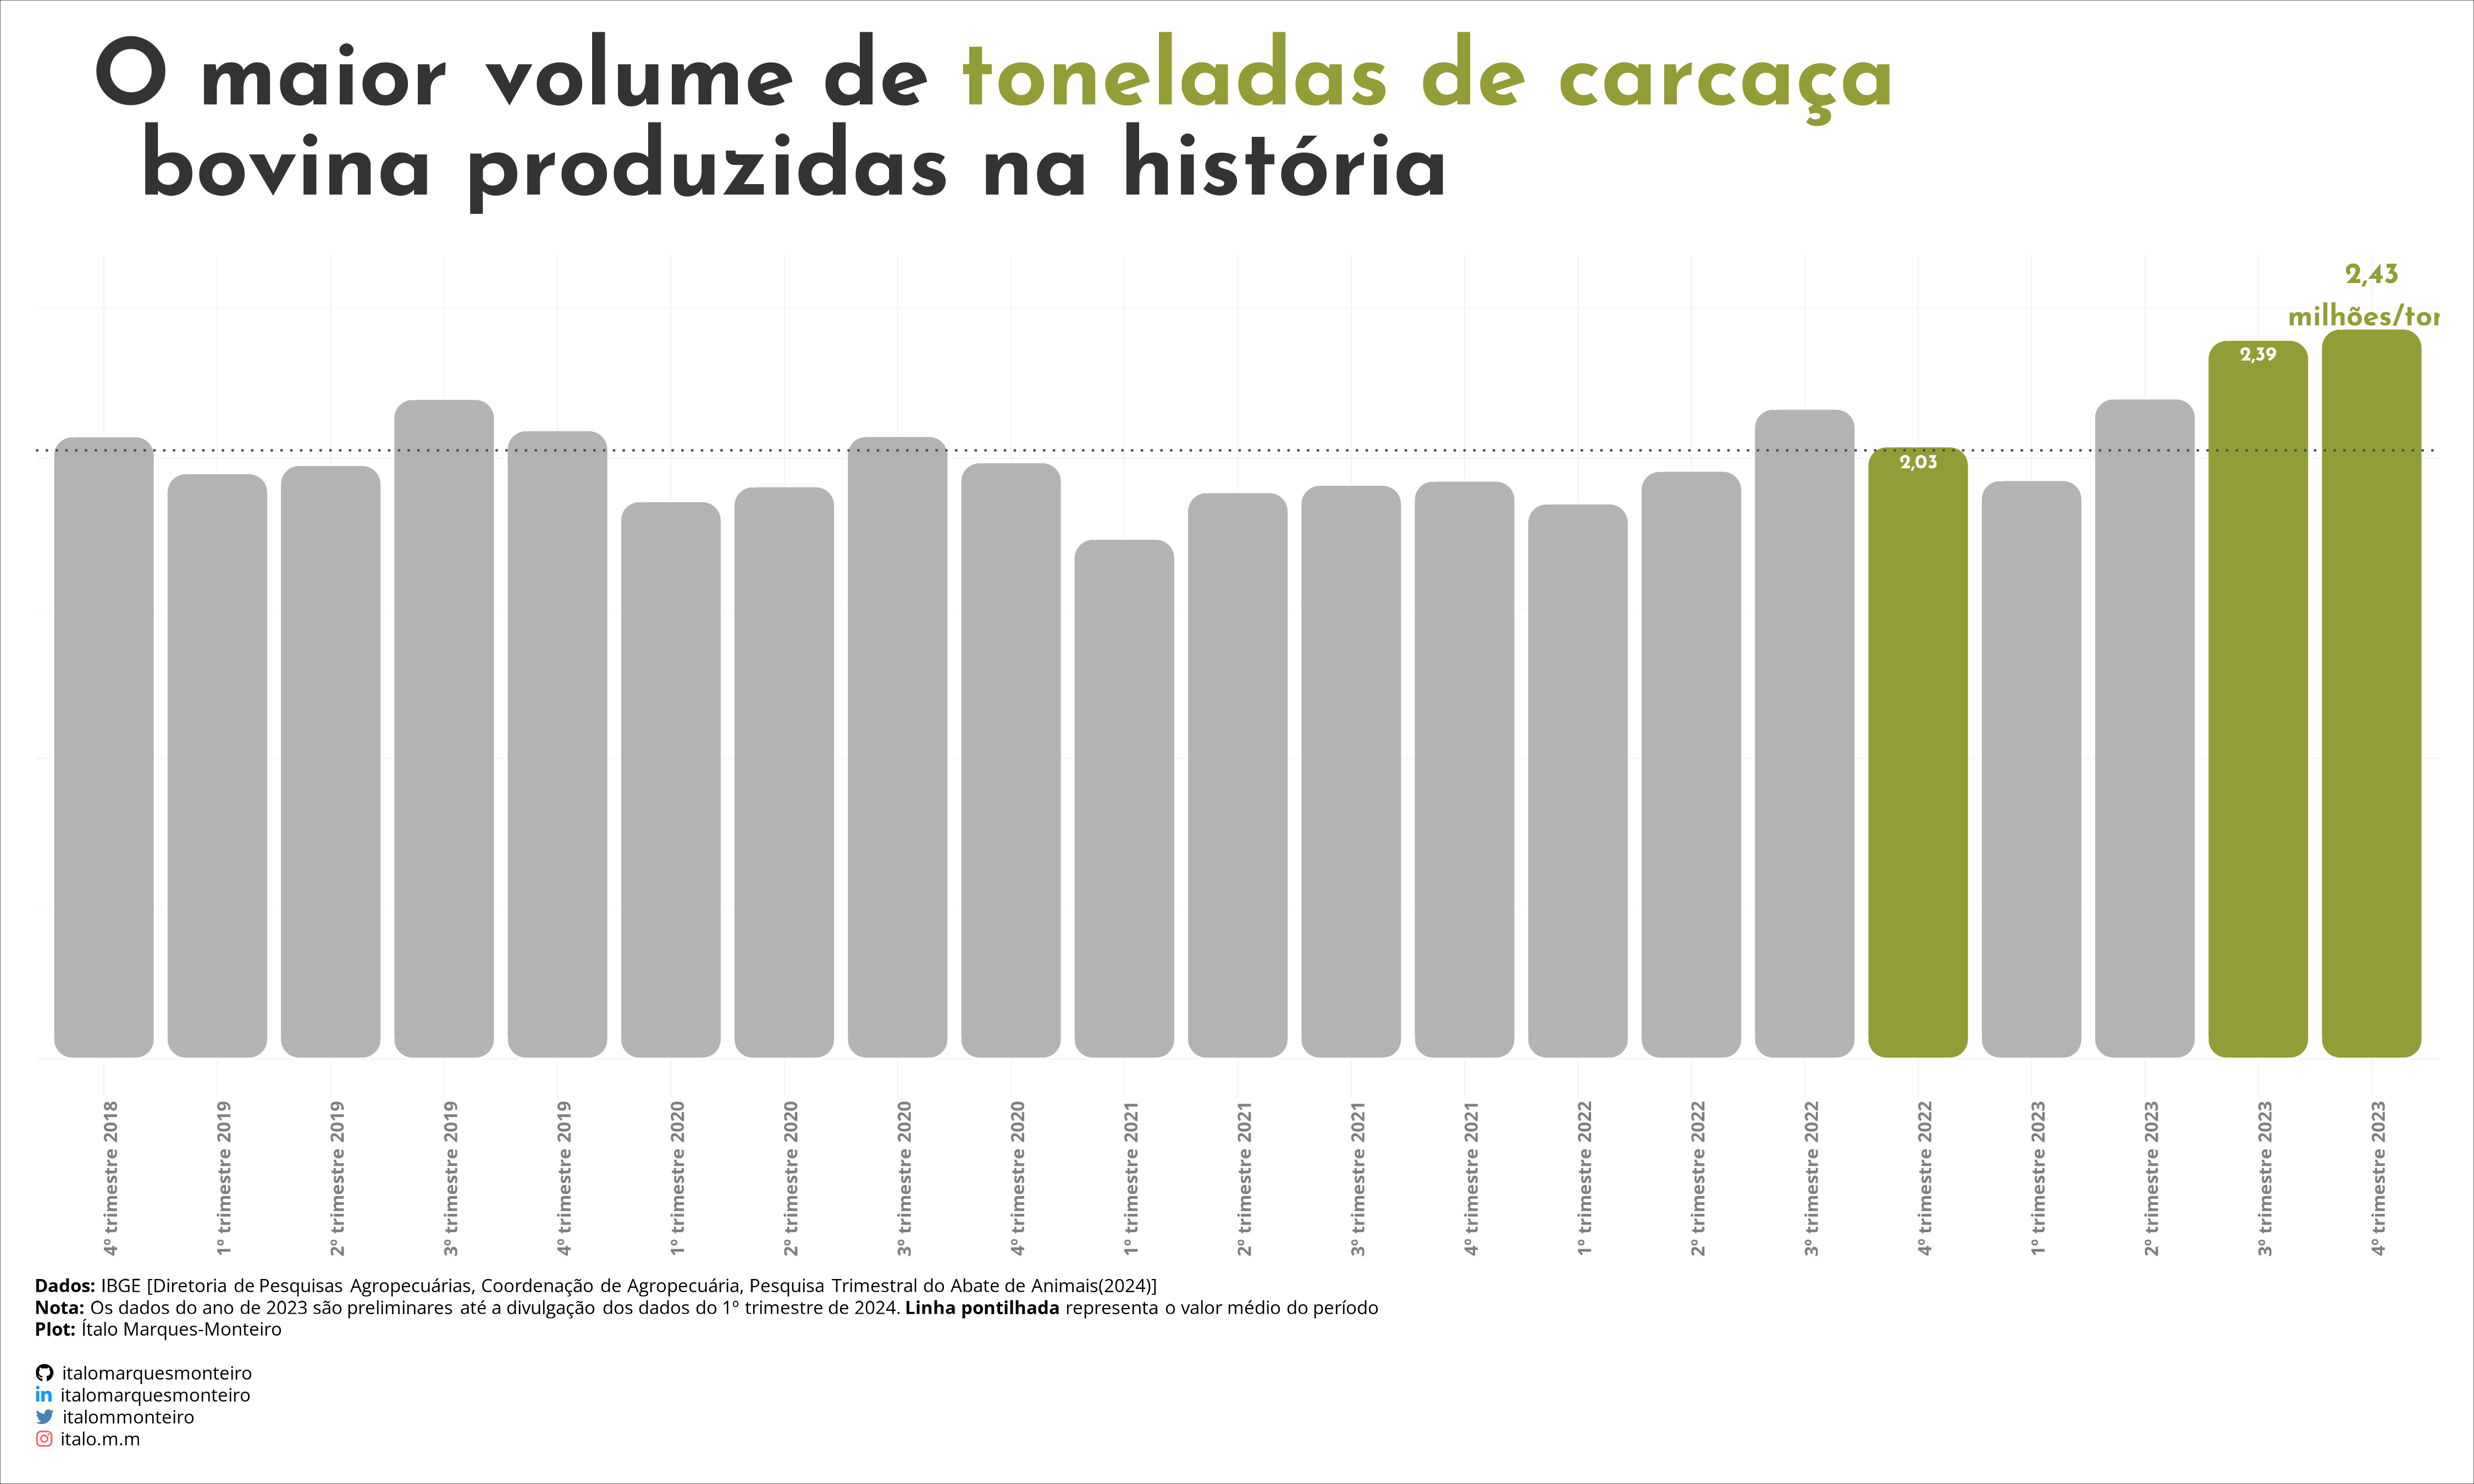 O maior volume de toneladas de carcaça
bovina produzidas na história
2,43
milhões/ton
2,39
2,03
4º trimestre 2018
1º trimestre 2019
2º trimestre 2019
3º trimestre 2019
4º trimestre 2019
1º trimestre 2020
2º trimestre 2020
3º trimestre 2020
4º trimestre 2020
1º trimestre 2021
2º trimestre 2021
3º trimestre 2021
4º trimestre 2021
1º trimestre 2022
2º trimestre 2022
3º trimestre 2022
4º trimestre 2022
1º trimestre 2023
2º trimestre 2023
3º trimestre 2023
4º trimestre 2023
Dados: IBGE [Diretoria de Pesquisas Agropecuárias, Coordenação de Agropecuária, Pesquisa Trimestral do Abate de Animais(2024)]
Nota: Os dados do ano de 2023 são preliminares até a divulgação dos dados do 1º trimestre de 2024. Linha pontilhada representa o valor médio do período
Plot: Ítalo Marques-Monteiro
italomarquesmonteiro
italomarquesmonteiro
italommonteiro
italo.m.m